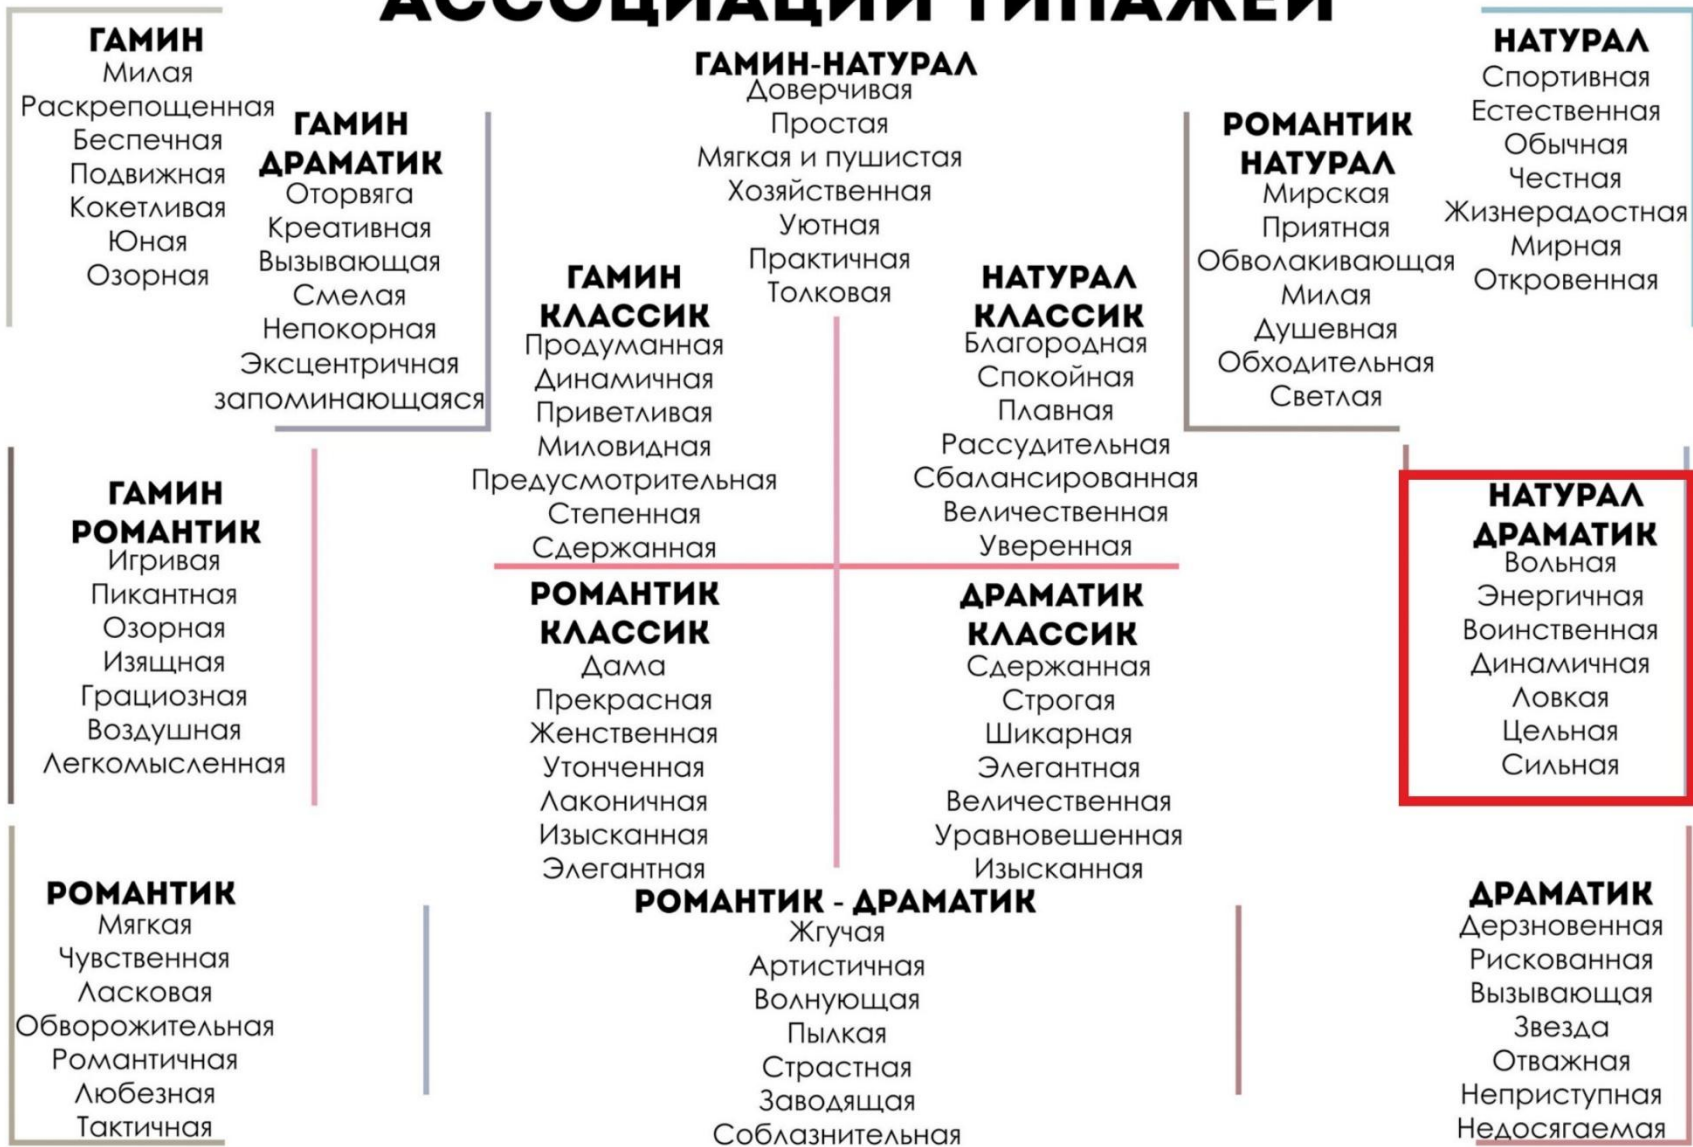 АССОЦИАЦИИ ТИПАЖЕЙ
ГАМИН
Милая
Раскрепощенная
Беспечная
Подвижная
Кокетливая
Юная
Озорная
ГАМИН
ДРАМАТИК
Оторвяга
Креативная
Вызывающая
Смелая
Непокорная
Эксцентричная
запоминающаяся
ГАМИН-НАТУРАЛ
Доверчивая
Простая
Мягкая и пушистая
Хозяйственная
Уютная
Практичная
Толковая
РОМАНТИК
НАТУРАЛ
Мирская
Приятная
Обволакивающая
Милая
Душевная
Обходительная
Светлая
НАТУРАЛ
Спортивная
Естественная
Обычная
Честная
Жизнерадостная
Мирная
Откровенная
ГАМИН
КЛАССИК
Продуманная
Динамичная
Приветливая
Миловидная
Предусмотрительная
Степенная
Сдержанная
НАТУРАЛ
КЛАССИК
Благородная
Спокойная
Плавная
Рассудительная
Сбалансированная
Величественная
Уверенная
ГАМИН
РОМАНТИК
Игривая
Пикантная
Озорная
Изящная
Грациозная
Воздушная
Легкомысленная
РОМАНТИК
КЛАССИК
Дама
Прекрасная
Женственная
Утонченная
Лаконичная
Изысканная
Элегантная
ДРАМАТИК
КЛАССИК
Сдержанная
Строгая
Шикарная
Элегантная
Величественная
Уравновешенная
Изысканная
НАТУРАЛ
ДРАМАТИК
Вольная
Энергичная
Воинственная
Динамичная
Ловкая
Цельная
Сильная
РОМАНТИК
Мягкая
Чувственная
Ласковая
Обворожительная
Романтичная
Любезная
Тактичная
РОМАНТИК - ДРАМАТИК
Жгучая
Артистичная
Волнующая
Пылкая
Страстная
Заводящая
Соблазнительная
ДРАМАТИК
Дерзновенная
Рискованная
Вызывающая
Звезда
Отважная
Неприступная
Недосягаемая